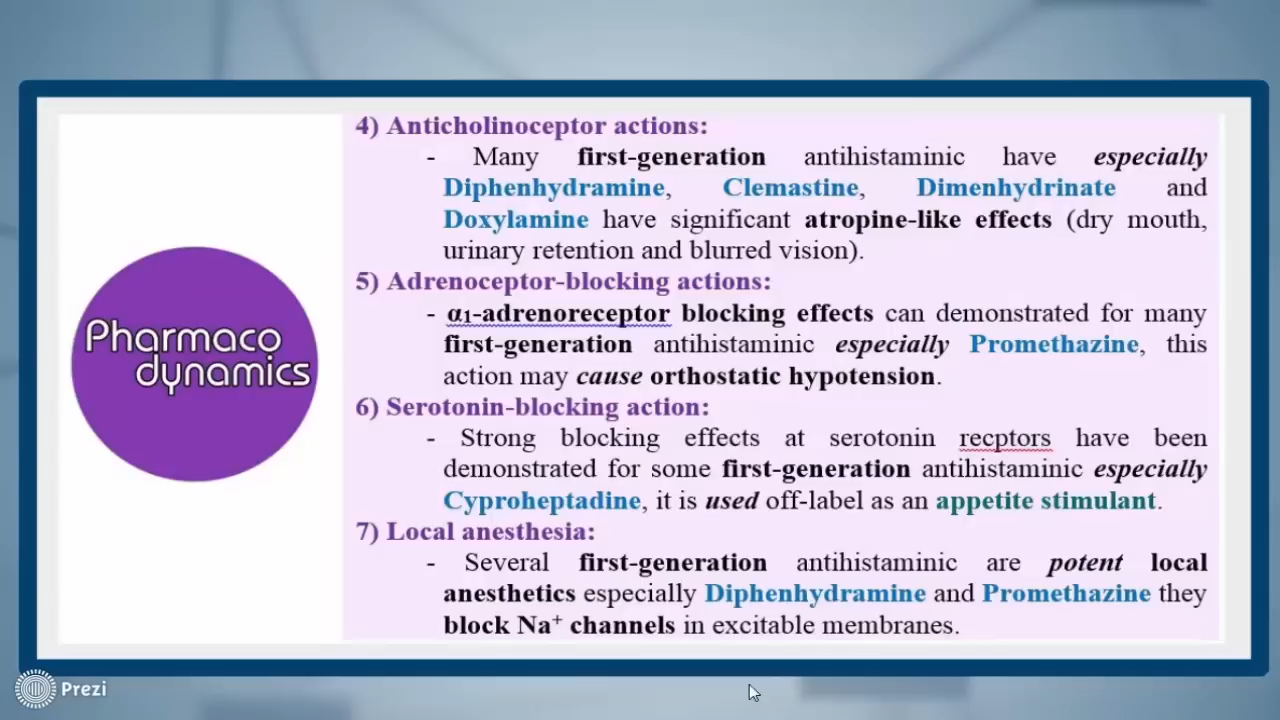 4) Anticholinoceptor actions:
- Many first-generation antihistaminic have especially
Diphenhydramine, Clemastine, Dimenhydrinate and
Doxylamine have significant atropine-like effects (dry mouth,
urinary retention and blurred vision).
5) Adrenoceptor-blocking actions:
- α₁-adrenoreceptor blocking effects can demonstrated for many
first-generation antihistaminic especially Promethazine, this
action may cause orthostatic hypotension.
6) Serotonin-blocking action:
- Strong blocking effects at serotonin recptors have been
demonstrated for some first-generation antihistaminic especially
Cyproheptadine, it is used off-label as an appetite stimulant.
7) Local anesthesia:
- Several first-generation antihistaminic are potent local
anesthetics especially Diphenhydramine and Promethazine they
block Na⁺ channels in excitable membranes.
Pharmaco
dynamics
Prezi